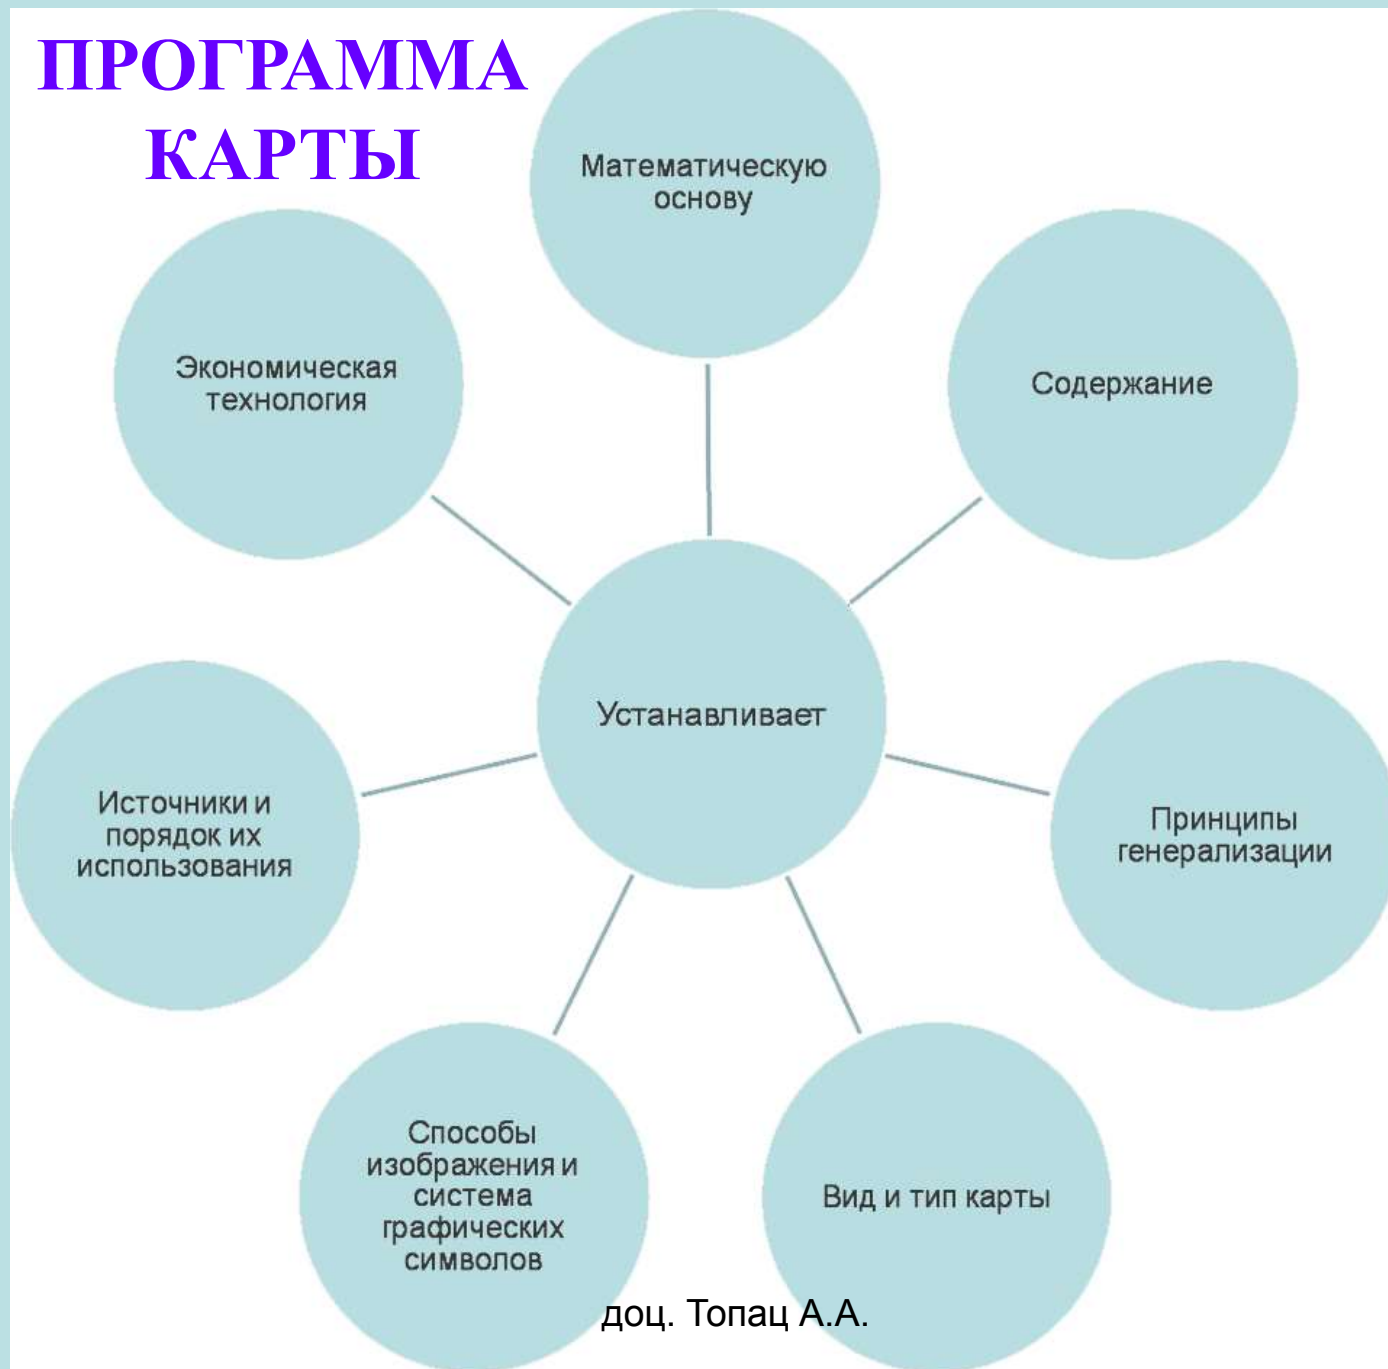 ПРОГРАММА
КАРТЫ
Математическую
основу
Содержание
Принципы
генерализации
Вид и тип карты
Способы
изображения и
система
графических
символов
Источники и
порядок их
использования
Экономическая
технология
Устанавливает
доц. Топац А.А.